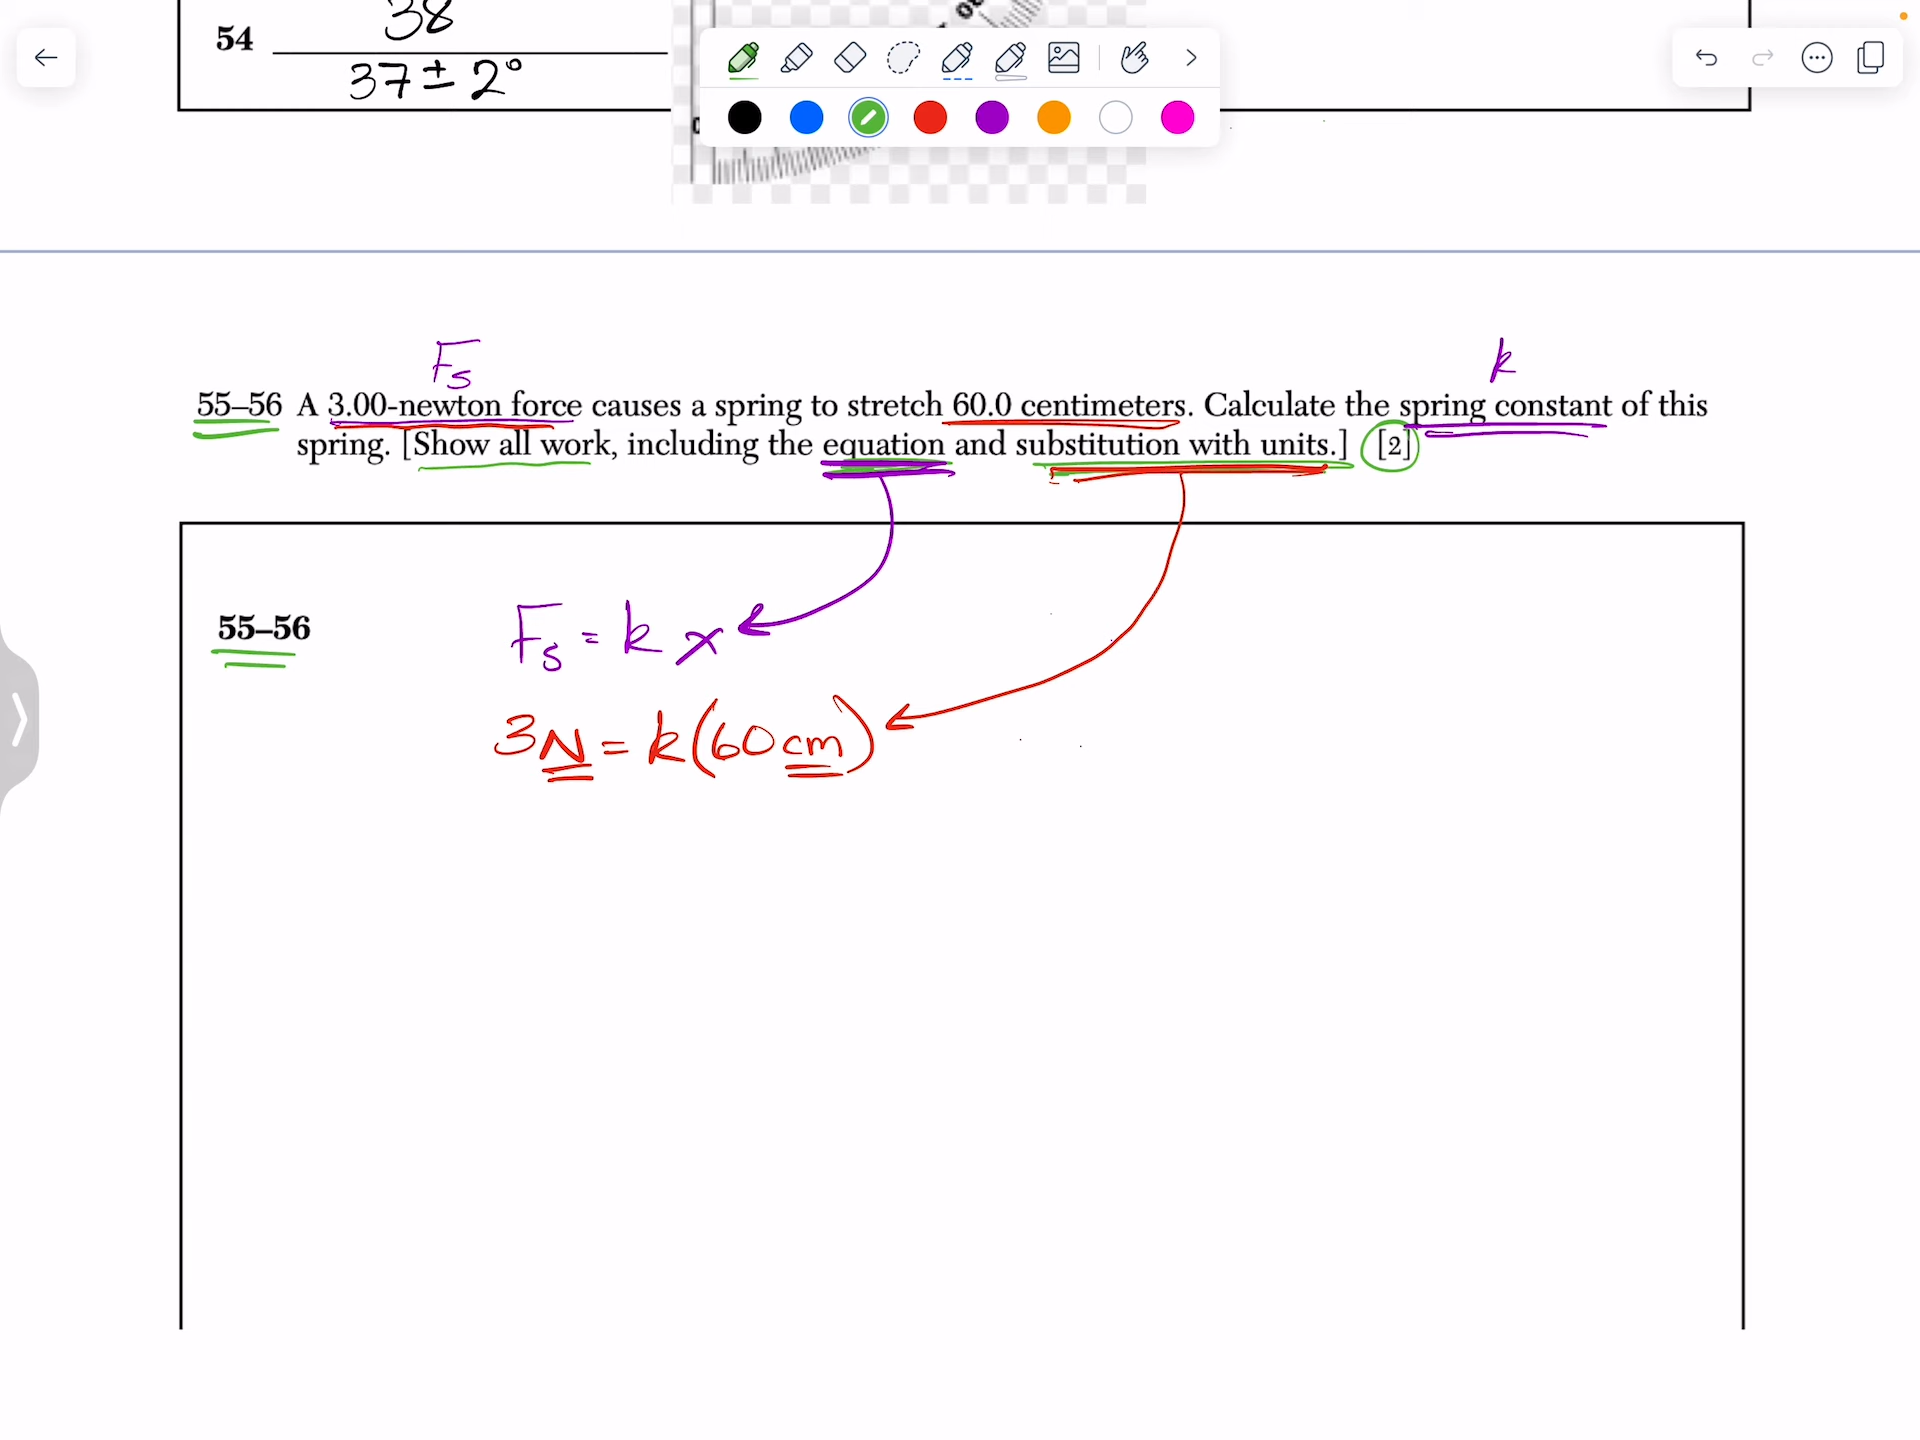 38
54
37 ± 2°
Fs
k
55–56 A 3.00-newton force causes a spring to stretch 60.0 centimeters. Calculate the spring constant of this
spring. [Show all work, including the equation and substitution with units.] [2]
55–56
Fs = k x
3N = k(60cm)